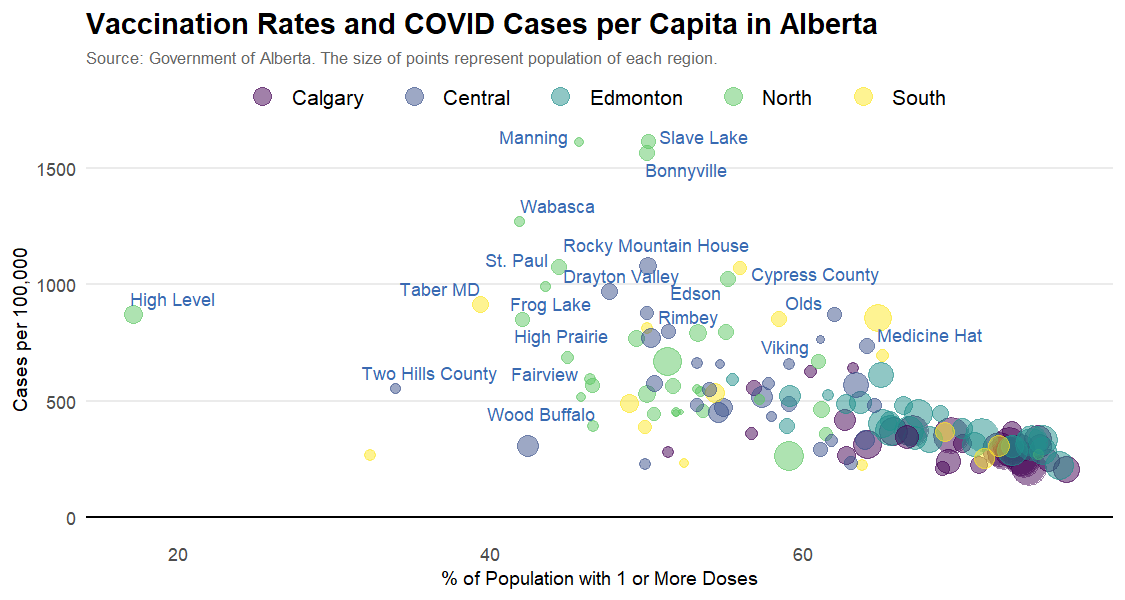 Vaccination Rates and COVID Cases per Capita in Alberta
Source: Government of Alberta. The size of points represent population of each region.
Calgary Central Edmonton North South
Manning Slave Lake
1500
Bonnyville
Wabasca
Rocky Mountain House
St. Paul
Drayton Valley Cypress County
1000
Taber MD Edson
High Level Frog Lake Olds
Rimbey
High Prairie Medicine Hat
Viking
Two Hills County Fairview
500
Wood Buffalo
0
20 40 60
% of Population with 1 or More Doses
Cases per 100,000